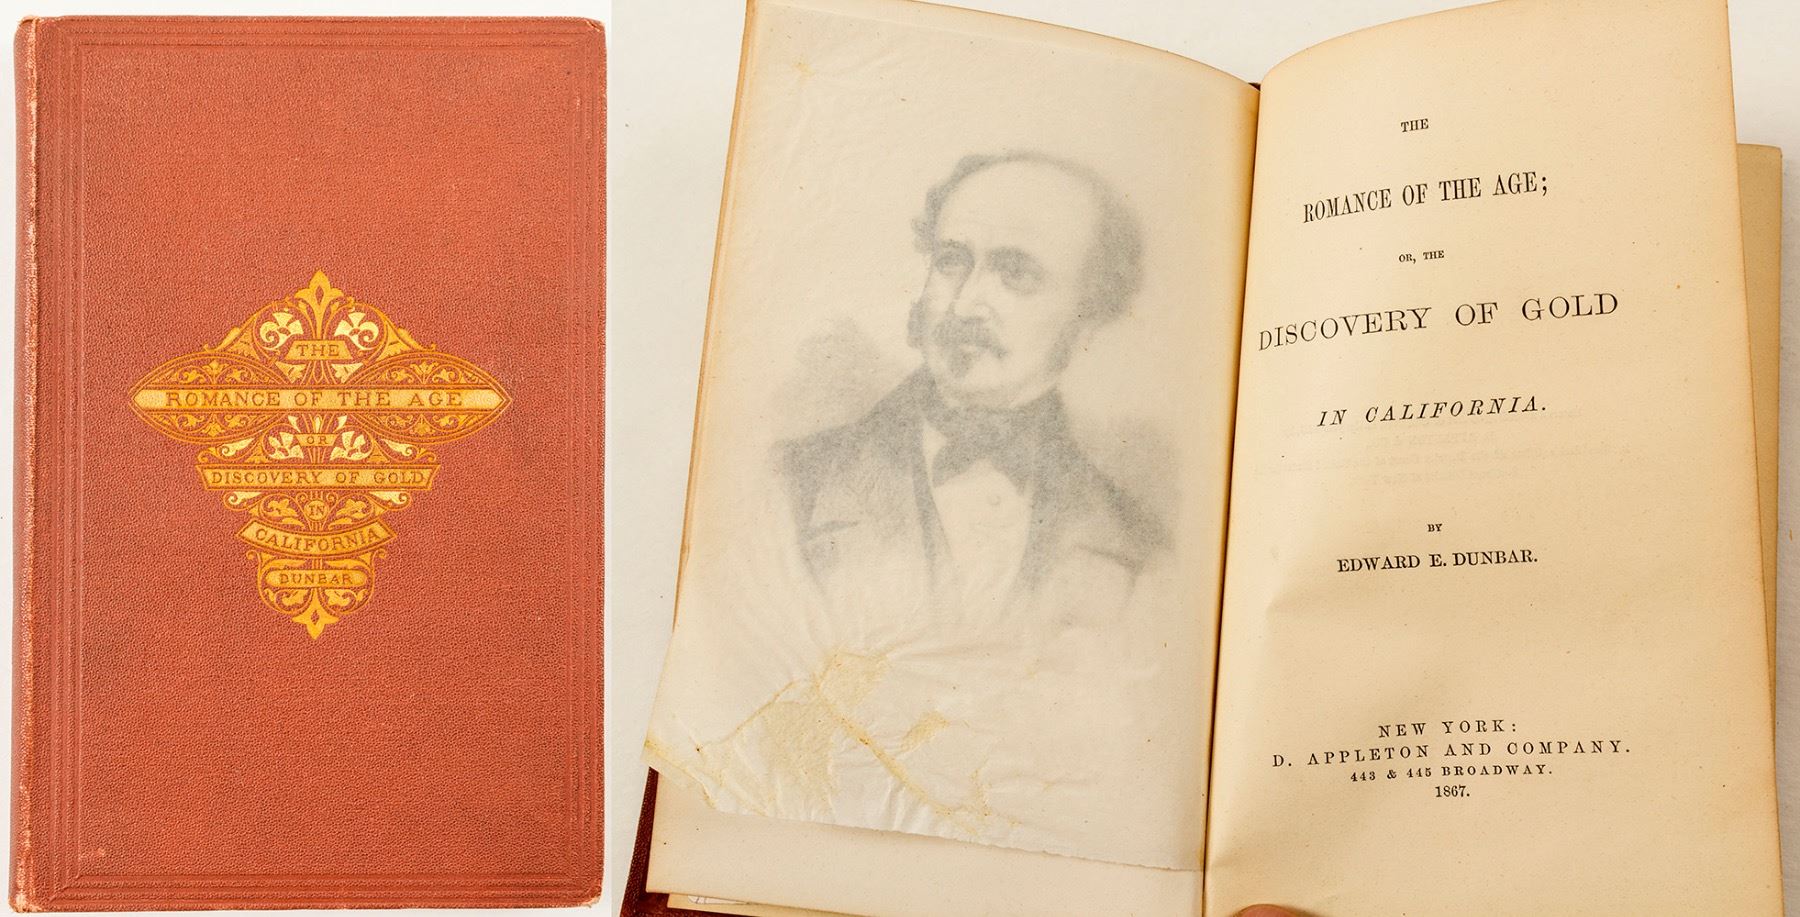 THE
ROMANCE OF THE AGE
OR
DISCOVERY OF GOLD
IN
CALIFORNIA
DUNBAR
THE
ROMANCE OF THE AGE;
OR, THE
DISCOVERY OF GOLD
IN CALIFORNIA.
BY
EDWARD E. DUNBAR.
NEW YORK:
D. APPLETON AND COMPANY.
443 & 445 BROADWAY.
1867.